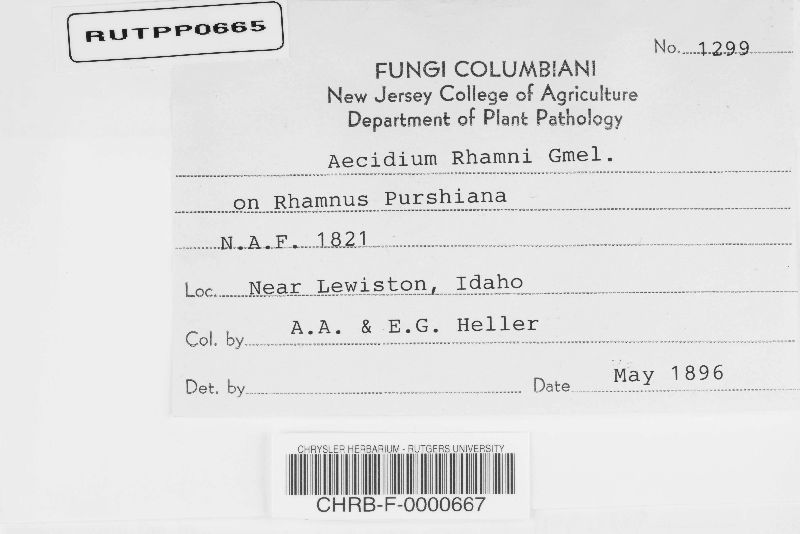 RUTPP0665
No. 1299
FUNGI COLUMBIANI
New Jersey College of Agriculture
Department of Plant Pathology
Aecidium Rhamni Gmel.
on Rhamnus Purshiana
N.A.F. 1821
Loc. Near Lewiston, Idaho
Col. by A.A. & E.G. Heller
Det. by Date May 1896
CHRYSLER HERBARIUM - RUTGERS UNIVERSITY
CHRB-F-0000667